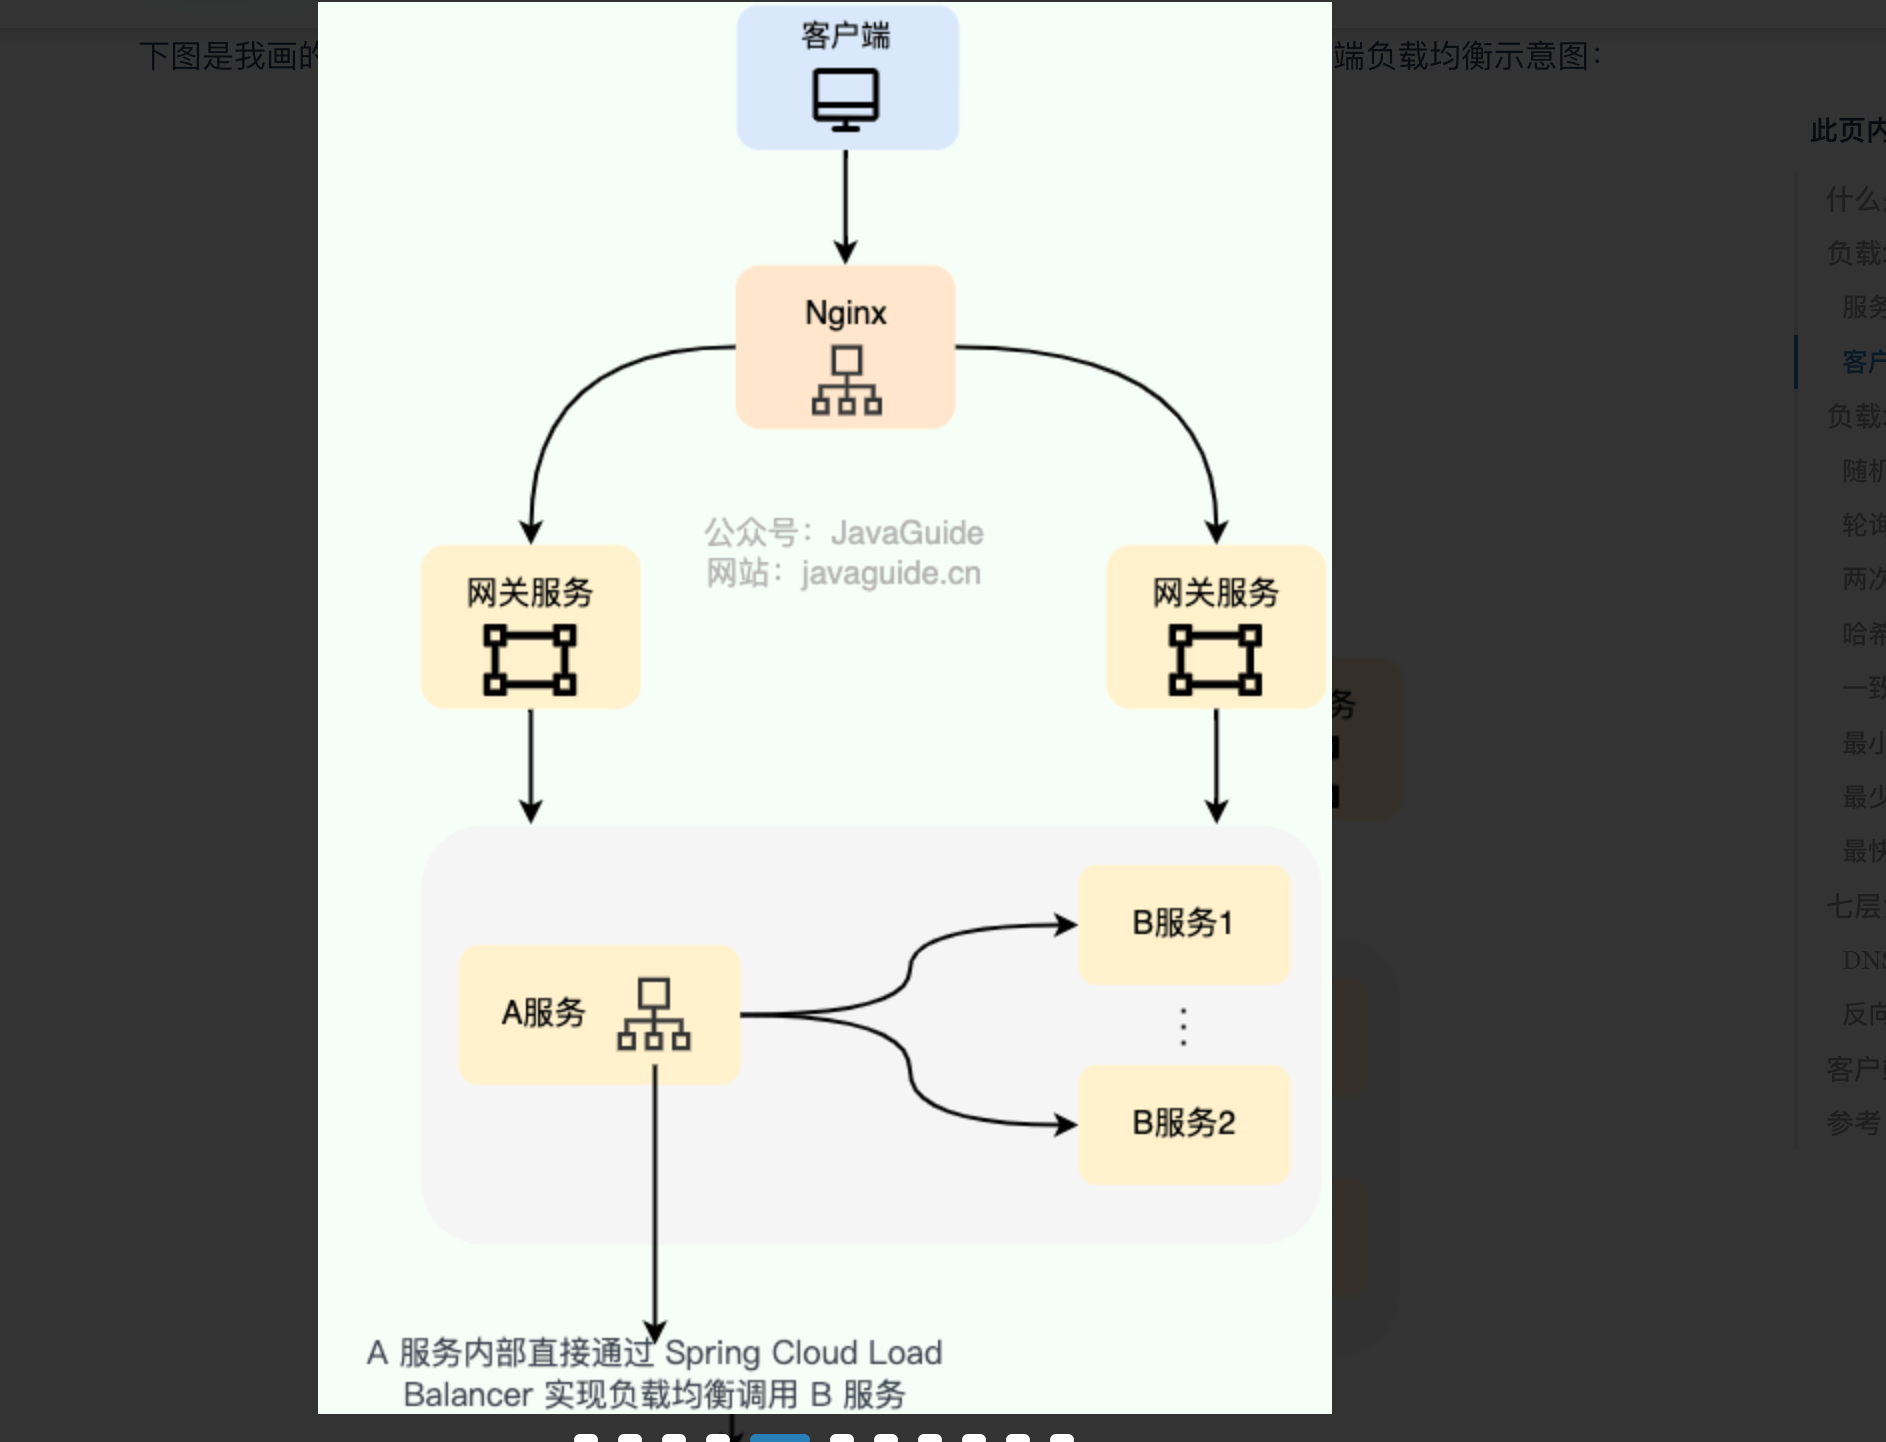 下图是我画的
端负载均衡示意图：
客户端
Nginx
公众号：JavaGuide
网站：javaguide.cn
网关服务
网关服务
A服务
B服务1
B服务2
A 服务内部直接通过 Spring Cloud Load
Balancer 实现负载均衡调用 B 服务
务
此页内
什么
负载
服务
客户
负载
随机
轮询
两次
哈希
一致
最小
最少
最快
七层
DNS
反向
客户端
参考